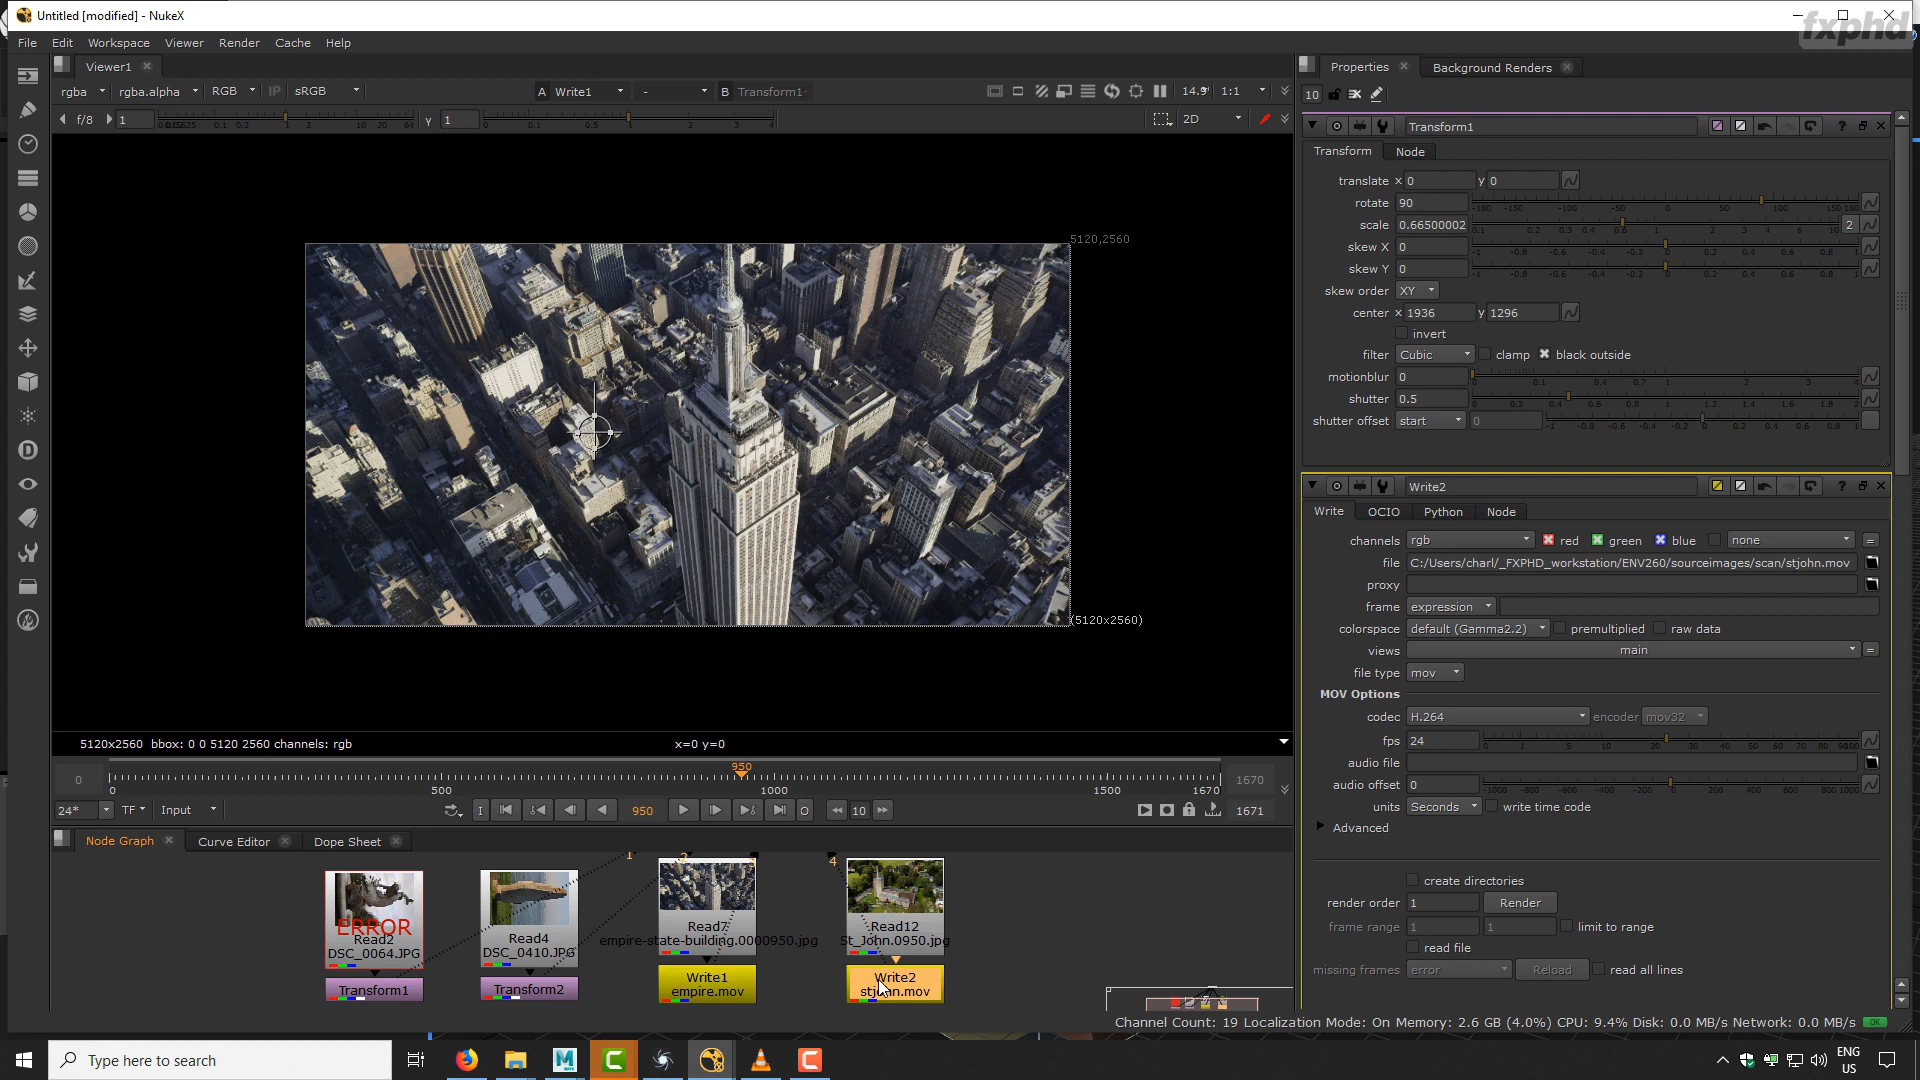 Untitled [modified] - NukeX
fxphd
File Edit Workspace Viewer Render Cache Help
Viewer1
rgba rgba.alpha RGB IP sRGB A Write1 - B Transform1 14.9 1:1
f/8 1 γ 1 2D
5120,2560
(5120x2560)
5120x2560 bbox: 0 0 5120 2560 channels: rgb x=0 y=0
950
0 1670
0 500 1000 1500 1670
24* TF Input I 950 O 10 1671
Node Graph Curve Editor Dope Sheet
1 2 3 4
ERROR
Read2
DSC_0064.JPG
Transform1
Read4
DSC_0410.JPG
Transform2
Read7
empire-state-building.0000950.jpg
Write1
empire.mov
Read12
St_John.0950.jpg
Write2
stjohn.mov
Properties Background Renders
10
Transform1
Transform Node
translate x 0 y 0
rotate 90
scale 0.66500002 2
skew X 0
skew Y 0
skew order XY
center x 1936 y 1296
invert
filter Cubic clamp black outside
motionblur 0
shutter 0.5
shutter offset start 0
Write2
Write OCIO Python Node
channels rgb red green blue none =
file C:/Users/charl/_FXPHD_workstation/ENV260/sourceimages/scan/stjohn.mov
proxy
frame expression
colorspace default (Gamma2.2) premultiplied raw data
views main =
file type mov
MOV Options
codec H.264 encoder mov32
fps 24
audio file
audio offset 0
units Seconds write time code
Advanced
create directories
render order 1 Render
frame range 1 1 limit to range
read file
missing frames error Reload read all lines
Channel Count: 19 Localization Mode: On Memory: 2.6 GB (4.0%) CPU: 9.4% Disk: 0.0 MB/s Network: 0.0 MB/s OK
Type here to search
ENG
US